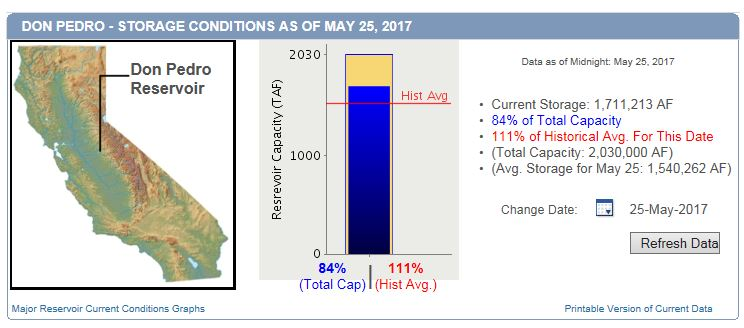 DON PEDRO - STORAGE CONDITIONS AS OF MAY 25, 2017
Don Pedro
Reservoir
Resrevoir Capacity (TAF)
2030
1000
0
Hist Avg
84%
(Total Cap)
111%
(Hist Avg.)
Data as of Midnight: May 25, 2017
• Current Storage: 1,711,213 AF
• 84% of Total Capacity
• 111% of Historical Avg. For This Date
• (Total Capacity: 2,030,000 AF)
• (Avg. Storage for May 25: 1,540,262 AF)
Change Date: 25-May-2017
Refresh Data
Major Reservoir Current Conditions Graphs
Printable Version of Current Data